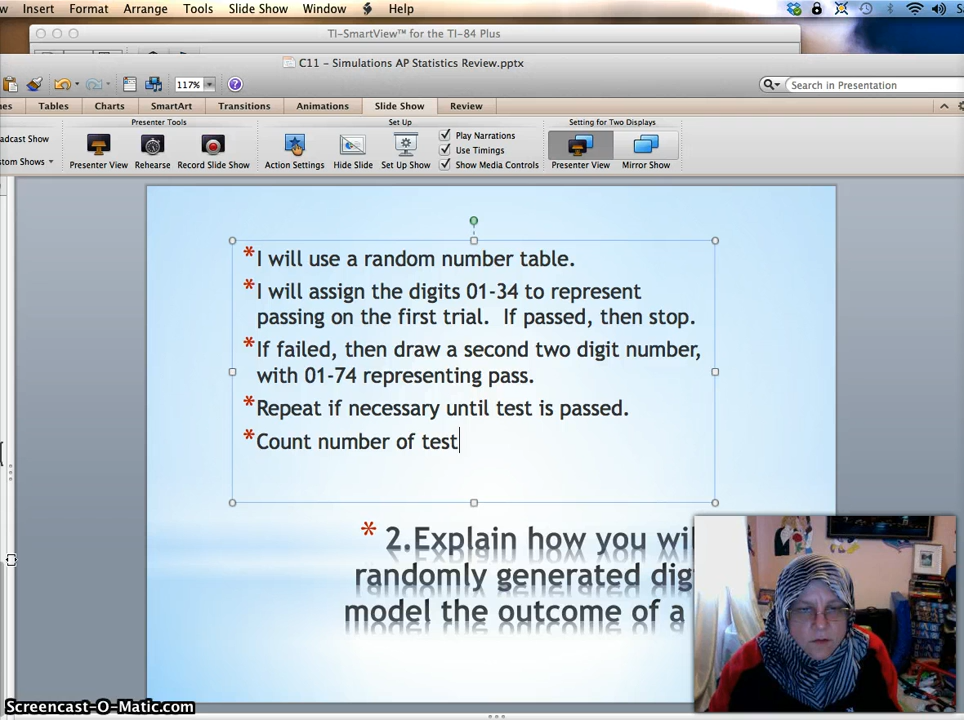 w Insert Format Arrange Tools Slide Show Window Help
TI-SmartView™ for the TI-84 Plus
C11 - Simulations AP Statistics Review.pptx
117% Search in Presentation
nes Tables Charts SmartArt Transitions Animations Slide Show Review
Presenter Tools Set Up Setting for Two Displays
adcast Show
stom Shows
Presenter View Rehearse Record Slide Show Action Settings Hide Slide Set Up Show
Play Narrations
Use Timings
Show Media Controls
Presenter View Mirror Show
*I will use a random number table.
*I will assign the digits 01-34 to represent
passing on the first trial. If passed, then stop.
*If failed, then draw a second two digit number,
with 01-74 representing pass.
*Repeat if necessary until test is passed.
*Count number of test
* 2.Explain how you wil
randomly generated dig
model the outcome of a
Screencast-O-Matic.com